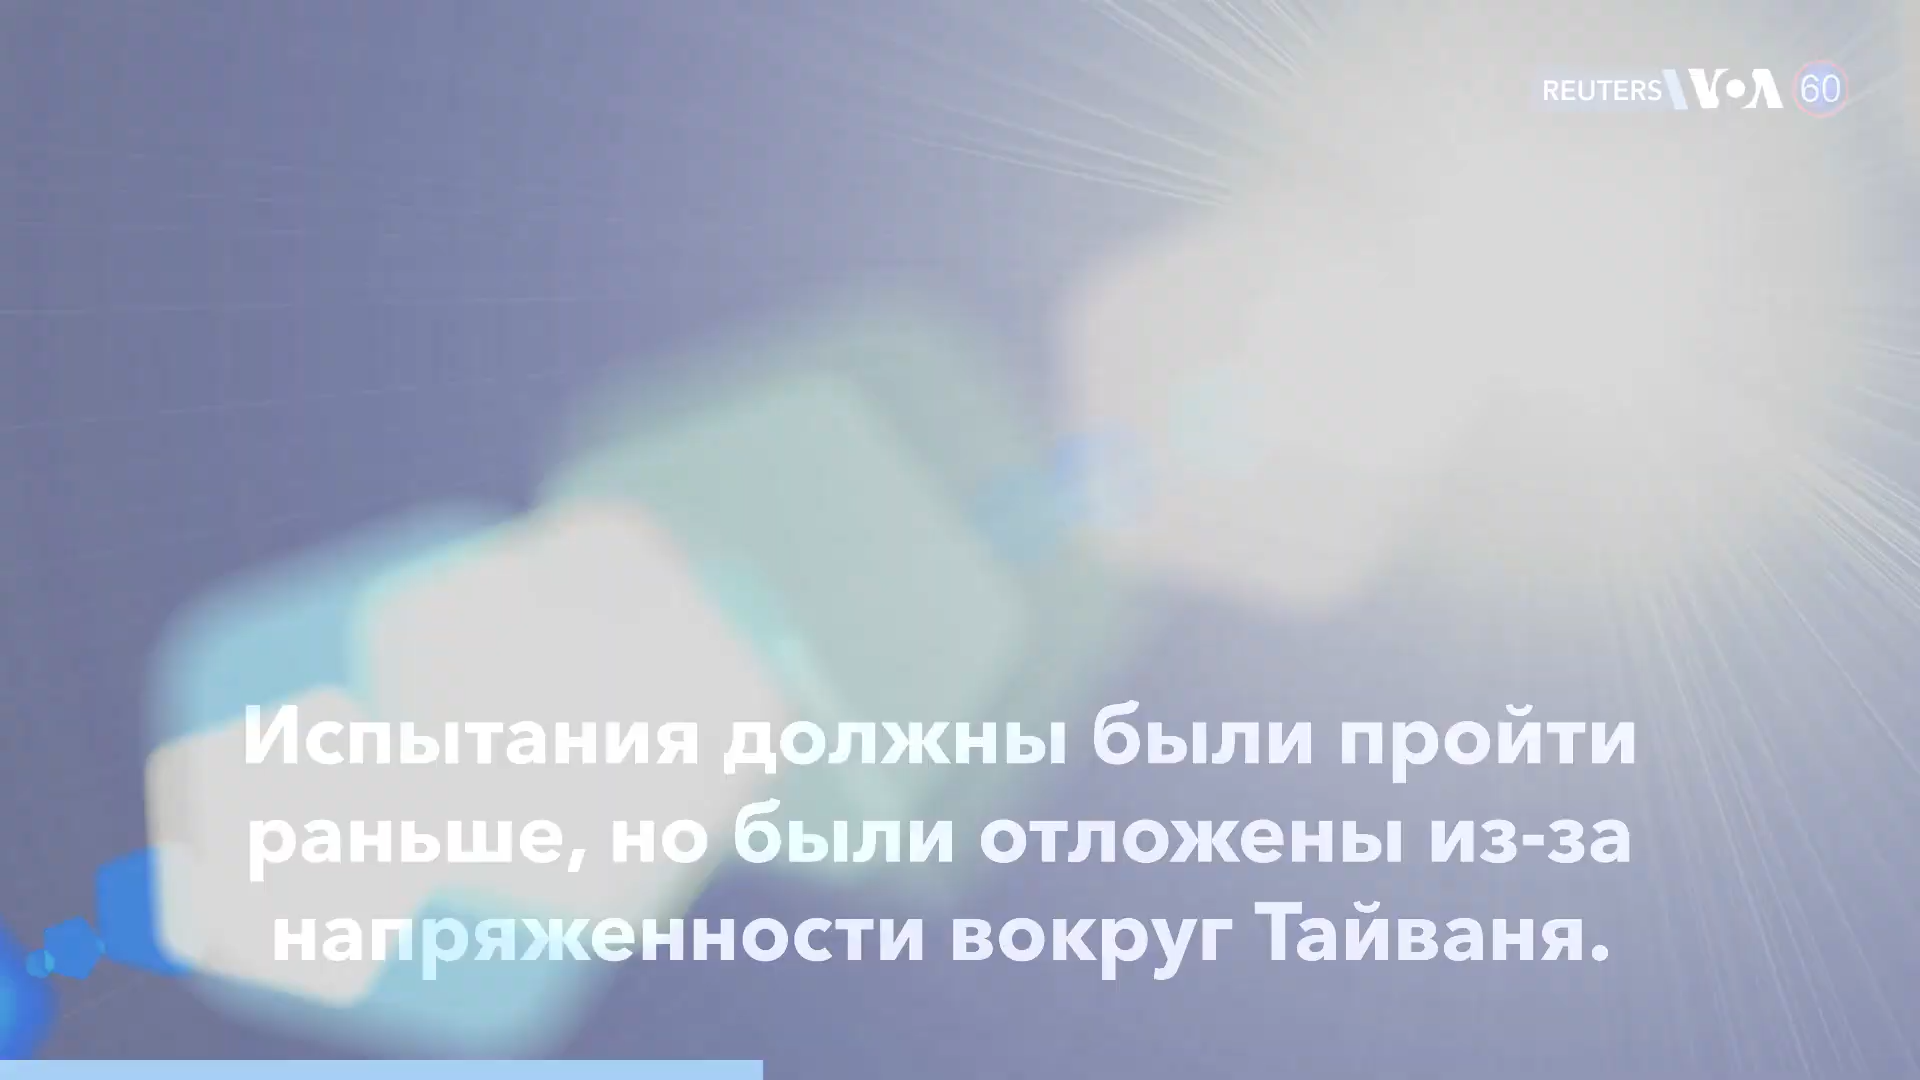 REUTERS VOA 60
Испытания должны были пройти
раньше, но были отложены из-за
напряженности вокруг Тайваня.